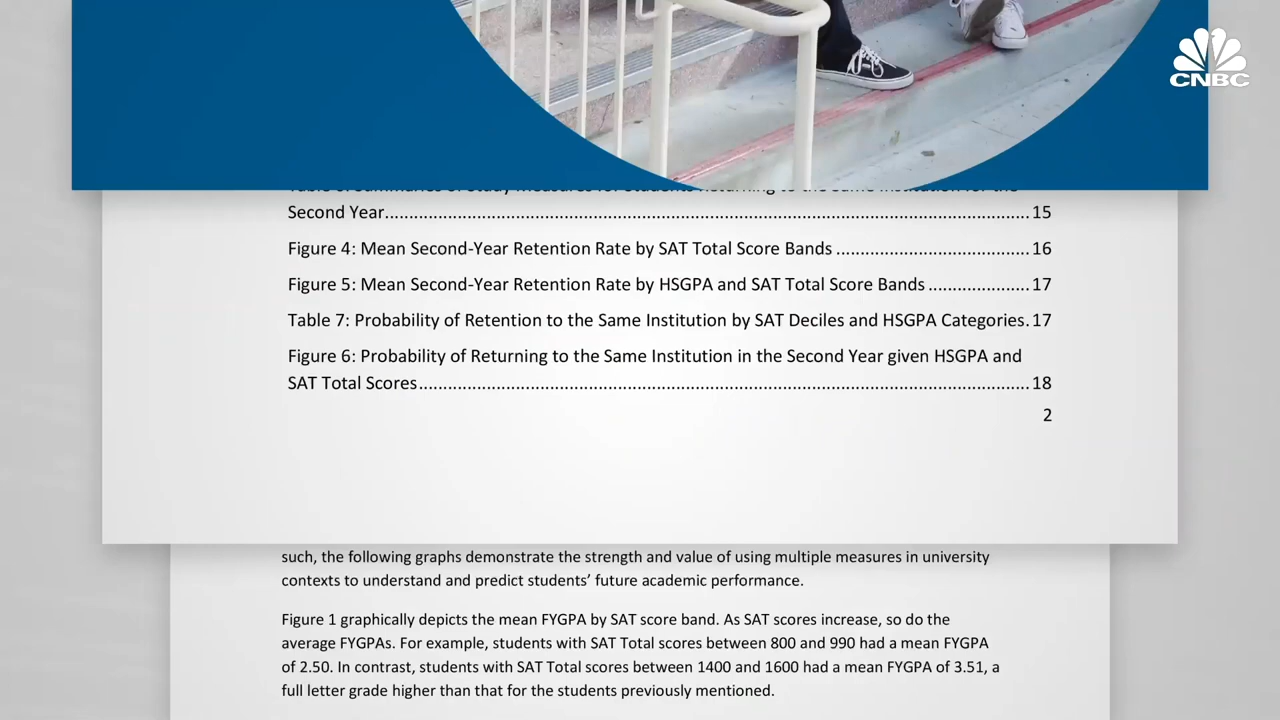 CNBC
Second Year 15
Figure 4: Mean Second-Year Retention Rate by SAT Total Score Bands 16
Figure 5: Mean Second-Year Retention Rate by HSGPA and SAT Total Score Bands 17
Table 7: Probability of Retention to the Same Institution by SAT Deciles and HSGPA Categories. 17
Figure 6: Probability of Returning to the Same Institution in the Second Year given HSGPA and
SAT Total Scores 18
2
such, the following graphs demonstrate the strength and value of using multiple measures in university
contexts to understand and predict students’ future academic performance.
Figure 1 graphically depicts the mean FYGPA by SAT score band. As SAT scores increase, so do the
average FYGPAs. For example, students with SAT Total scores between 800 and 990 had a mean FYGPA
of 2.50. In contrast, students with SAT Total scores between 1400 and 1600 had a mean FYGPA of 3.51, a
full letter grade higher than that for the students previously mentioned.